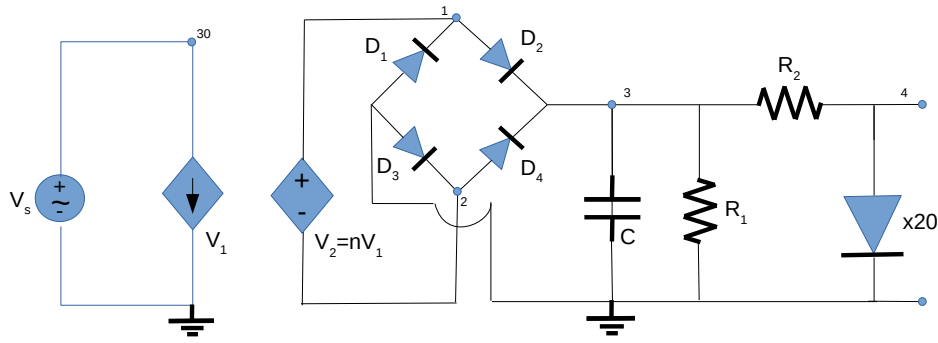 30
1
D1
D2
R2
3
4
+
~
-
Vs
+
-
D3
D4
2
V1
V2=nV1
C
R1
x20